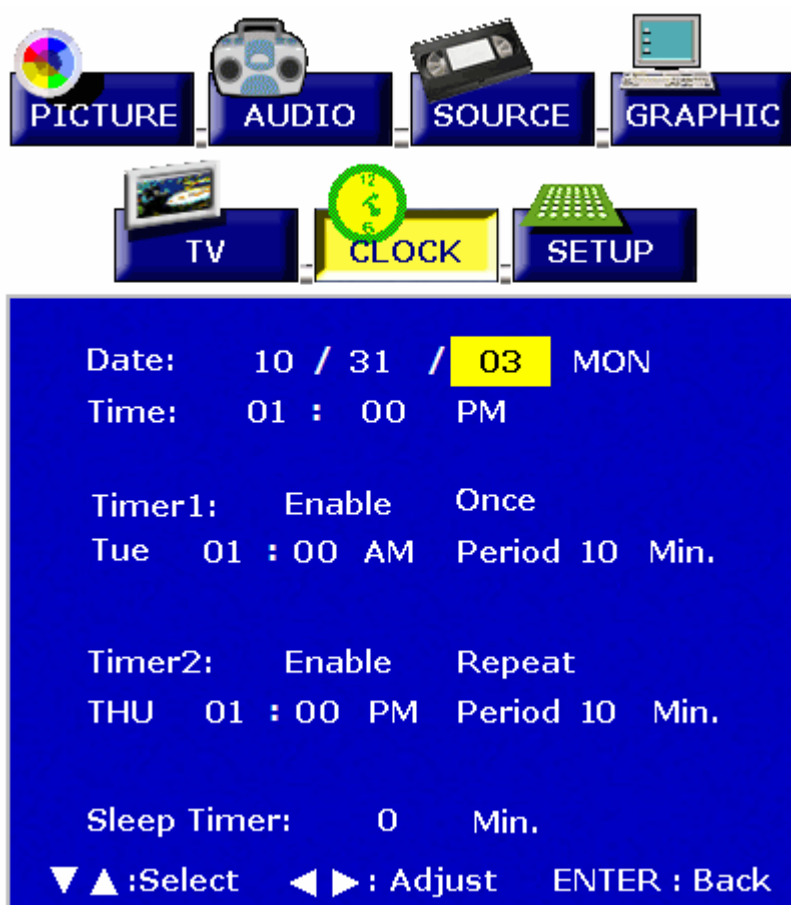 PICTURE AUDIO SOURCE GRAPHIC
12
6
TV CLOCK SETUP
Date: 10 / 31 / 03 MON
Time: 01 : 00 PM
Timer1: Enable Once
Tue 01 : 00 AM Period 10 Min.
Timer2: Enable Repeat
THU 01 : 00 PM Period 10 Min.
Sleep Timer: 0 Min.
▼▲:Select ◀▶: Adjust ENTER : Back